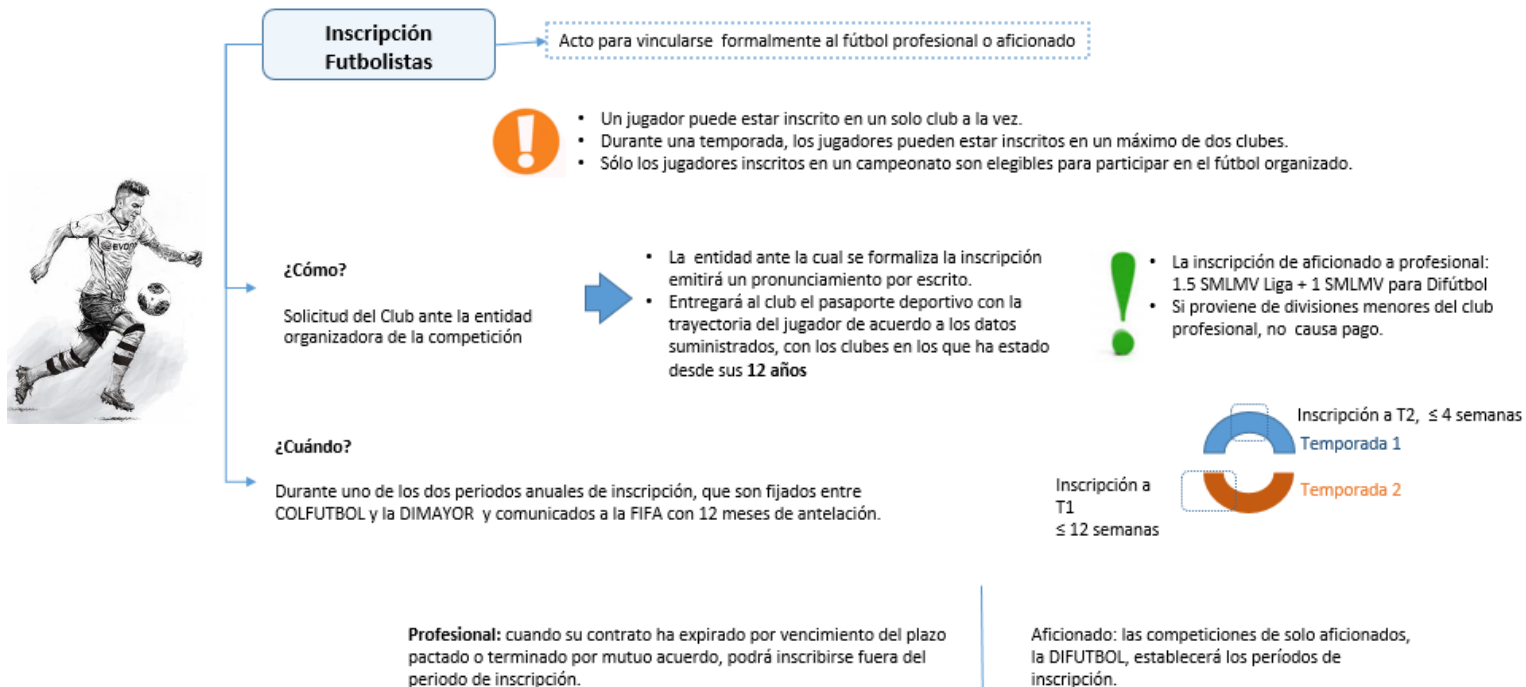 Inscripción
Futbolistas
Acto para vincularse formalmente al fútbol profesional o aficionado
• Un jugador puede estar inscrito en un solo club a la vez.
• Durante una temporada, los jugadores pueden estar inscritos en un máximo de dos clubes.
• Sólo los jugadores inscritos en un campeonato son elegibles para participar en el fútbol organizado.
EVON
¿Cómo?
Solicitud del Club ante la entidad
organizadora de la competición
• La entidad ante la cual se formaliza la inscripción
emitirá un pronunciamiento por escrito.
• Entregará al club el pasaporte deportivo con la
trayectoria del jugador de acuerdo a los datos
suministrados, con los clubes en los que ha estado
desde sus 12 años
• La inscripción de aficionado a profesional:
1.5 SMLMV Liga + 1 SMLMV para Difútbol
• Si proviene de divisiones menores del club
profesional, no causa pago.
¿Cuándo?
Durante uno de los dos periodos anuales de inscripción, que son fijados entre
COLFUTBOL y la DIMAYOR y comunicados a la FIFA con 12 meses de antelación.
Inscripción a T2, ≤ 4 semanas
Temporada 1
Inscripción a
T1
≤ 12 semanas
Temporada 2
Profesional: cuando su contrato ha expirado por vencimiento del plazo
pactado o terminado por mutuo acuerdo, podrá inscribirse fuera del
periodo de inscripción.
Aficionado: las competiciones de solo aficionados,
la DIFUTBOL, establecerá los períodos de
inscripción.